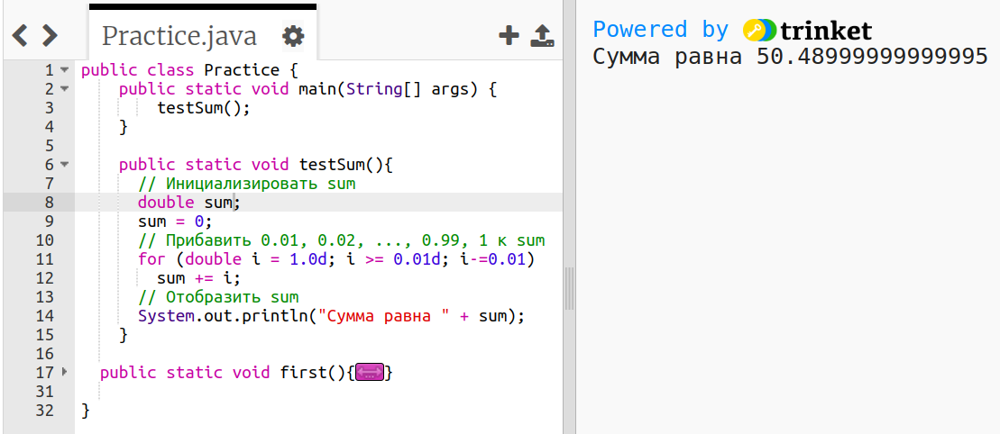 Practice.java
1 public class Practice {
2 public static void main(String[] args) {
3 testSum();
4 }
5
6 public static void testSum(){
7 // Инициализировать sum
8 double sum;
9 sum = 0;
10 // Прибавить 0.01, 0.02, ..., 0.99, 1 к sum
11 for (double i = 1.0d; i >= 0.01d; i-=0.01)
12 sum += i;
13 // Отобразить sum
14 System.out.println("Сумма равна " + sum);
15 }
16
17 public static void first(){}
31
32 }
Powered by trinket
Сумма равна 50.48999999999995